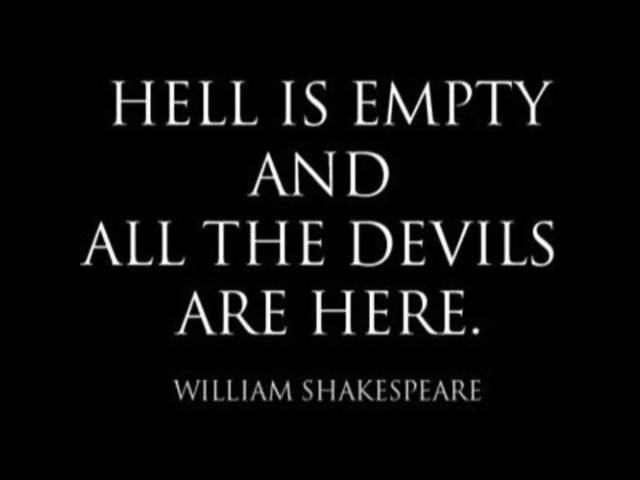 HELL IS EMPTY
AND
ALL THE DEVILS
ARE HERE.
WILLIAM SHAKESPEARE